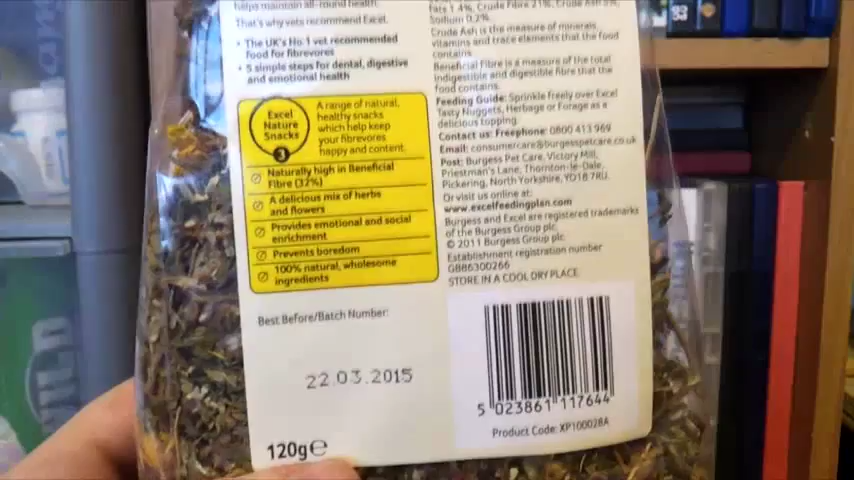 helps maintain all-round health.
That's why vets recommend Excel.
• The UK's No.1 vet recommended
food for fibrevores
• 5 simple steps for dental, digestive
and emotional health
Excel
Nature
Snacks
3
A range of natural,
healthy snacks
which help keep
your fibrevores
happy and content.
Naturally high in Beneficial
Fibre (32%)
A delicious mix of herbs
and flowers
Provides emotional and social
enrichment
Prevents boredom
100% natural, wholesome
ingredients
Best Before/Batch Number:
22.03.2015
120g℮
Fats 1.4%, Crude Fibre 21%, Crude Ash
Sodium 0.2%.
Crude Ash is the measure of minerals,
vitamins and trace elements that the food
contains.
Beneficial Fibre is a measure of the total
indigestible and digestible fibre that the
food contains.
Feeding Guide: Sprinkle freely over Excel
Tasty Nuggets, Herbage or Forage as a
delicious topping.
Contact us: Freephone: 0800 413 969
Email: consumercare@burgesspetcare.co.uk
Post: Burgess Pet Care, Victory Mill,
Priestman's Lane, Thornton-le-Dale,
Pickering, North Yorkshire, YO18 7RU.
Or visit us online at:
www.excelfeedingplan.com
Burgess and Excel are registered trademarks
of the Burgess Group plc.
© 2011 Burgess Group plc.
Establishment registration number
GB86300266
STORE IN A COOL DRY PLACE
5 023861 117644
Product Code: XP100028A